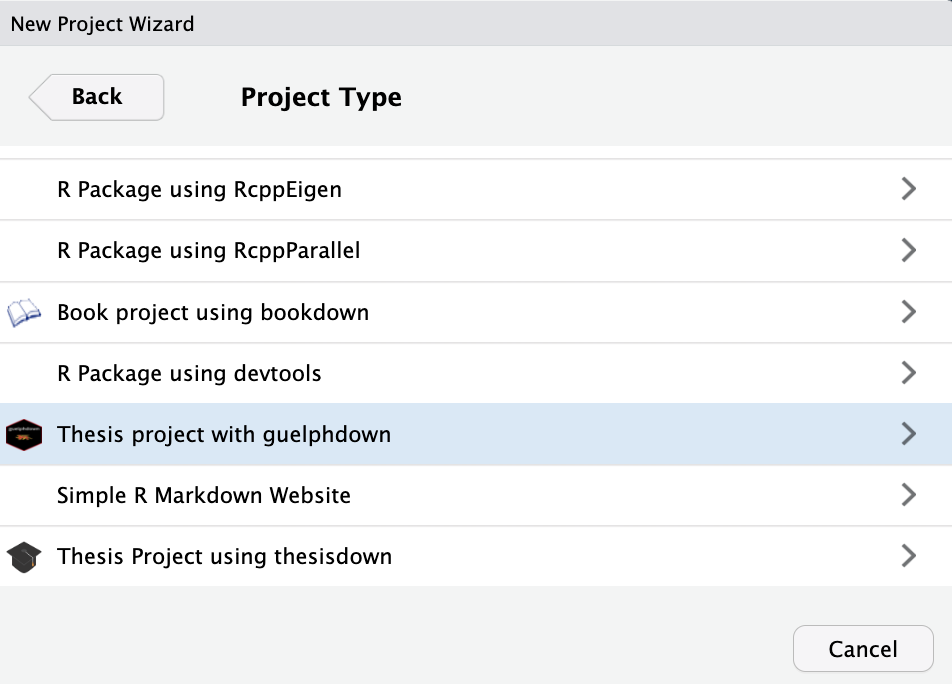 New Project Wizard
Back
Project Type
R Package using RcppEigen
R Package using RcppParallel
Book project using bookdown
R Package using devtools
Thesis project with guelphdown
Simple R Markdown Website
Thesis Project using thesisdown
Cancel